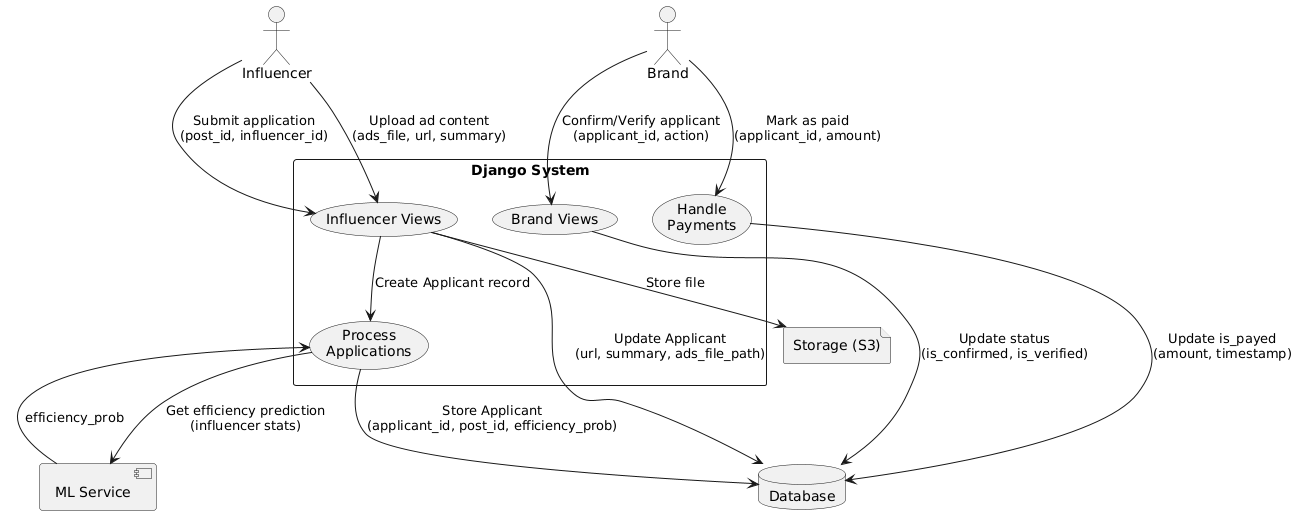 Influencer
Brand
Submit application
(post_id, influencer_id)
Upload ad content
(ads_file, url, summary)
Confirm/Verify applicant
(applicant_id, action)
Mark as paid
(applicant_id, amount)
Django System
Influencer Views
Brand Views
Handle
Payments
Create Applicant record
Store file
Process
Applications
Update Applicant
(url, summary, ads_file_path)
Storage (S3)
Update status
(is_confirmed, is_verified)
Update is_payed
(amount, timestamp)
efficiency_prob
Get efficiency prediction
(influencer stats)
Store Applicant
(applicant_id, post_id, efficiency_prob)
ML Service
Database